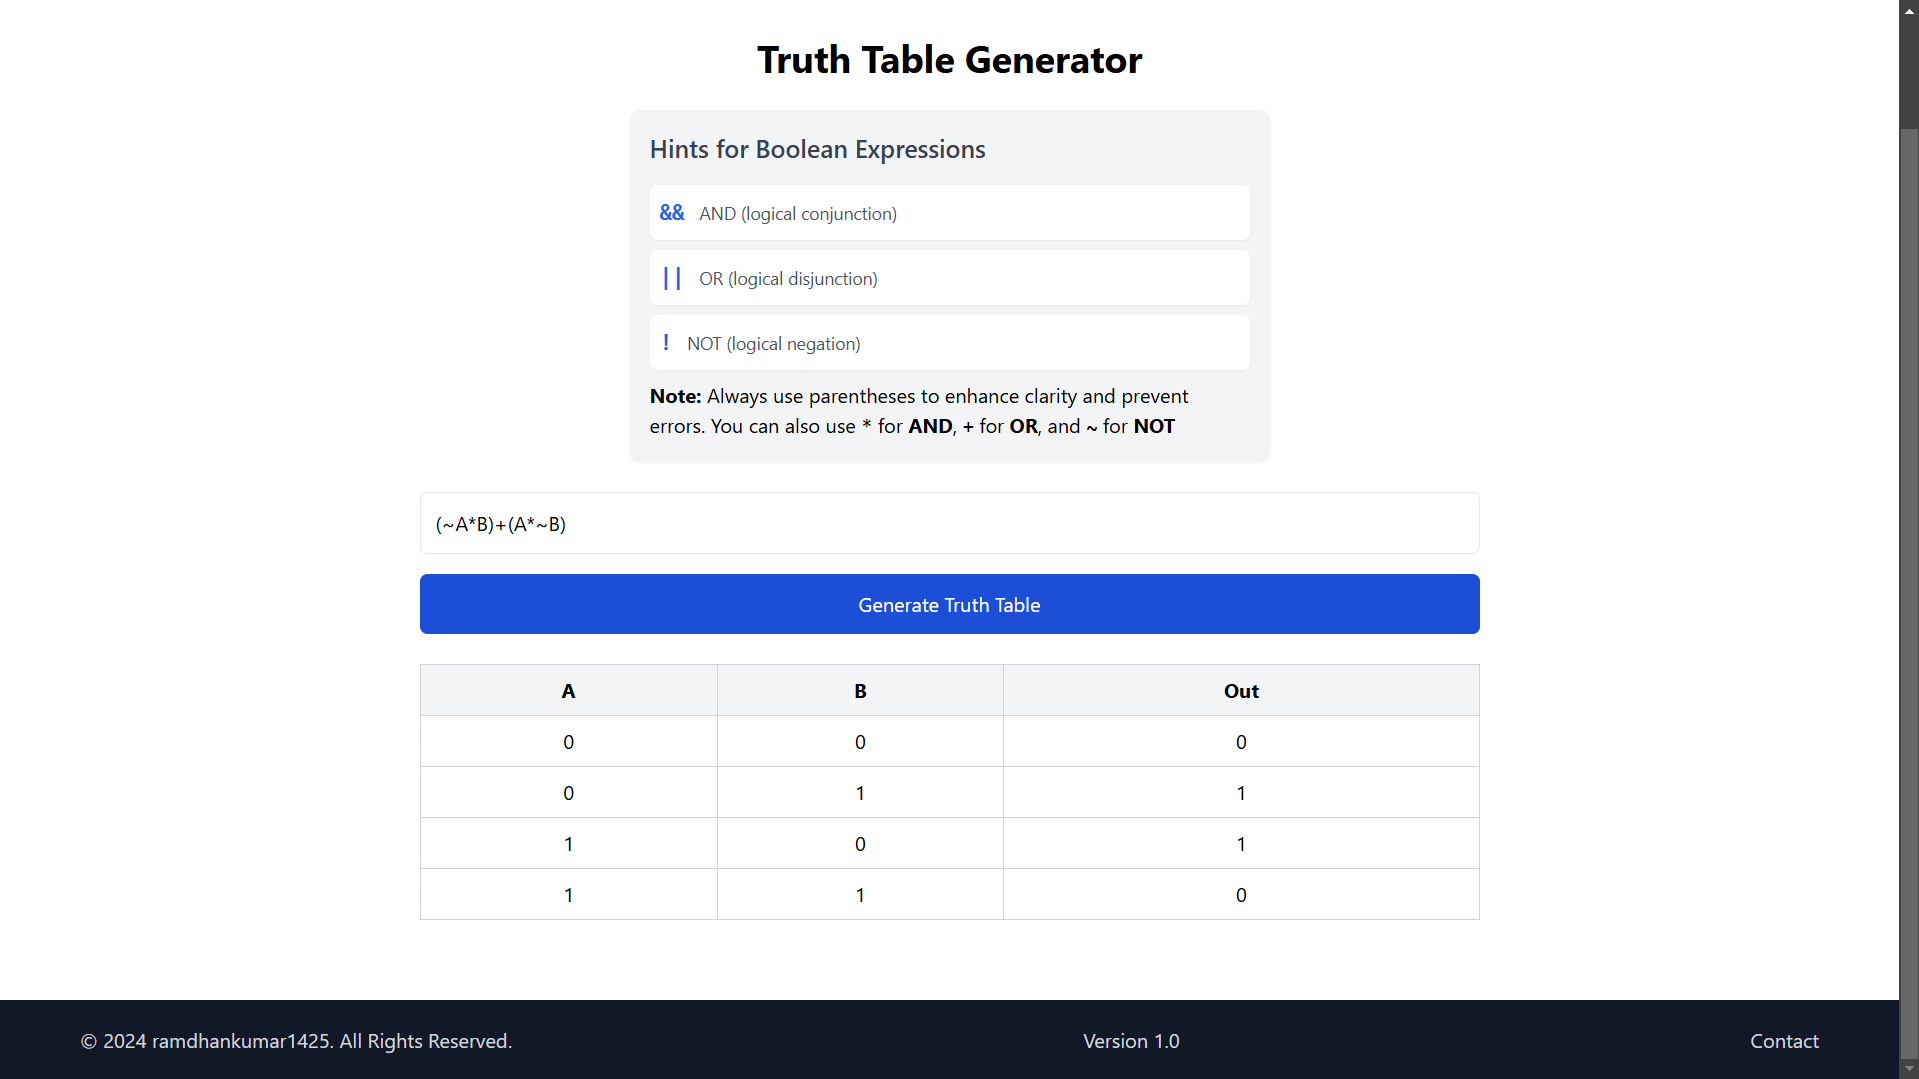 Truth Table Generator
Hints for Boolean Expressions
&& AND (logical conjunction)
|| OR (logical disjunction)
! NOT (logical negation)
Note: Always use parentheses to enhance clarity and prevent
errors. You can also use * for AND, + for OR, and ~ for NOT
(~A*B)+(A*~B)
Generate Truth Table
A B Out
0 0 0
0 1 1
1 0 1
1 1 0
© 2024 ramdhankumar1425. All Rights Reserved. Version 1.0 Contact